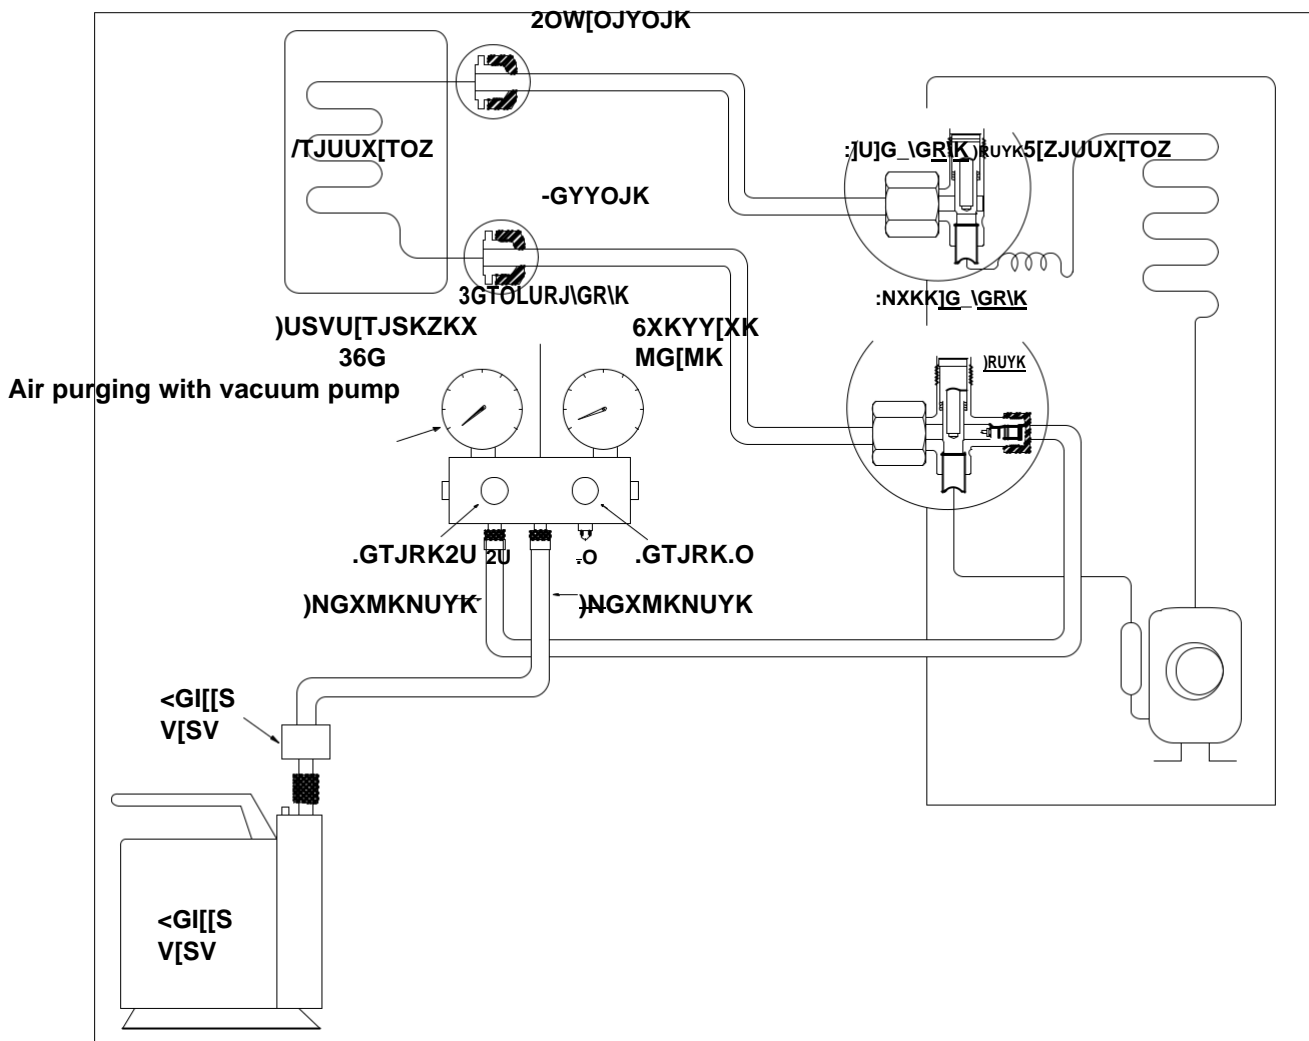 2OW[OJYOJK
/TJUUX[TOZ
:]U]G_\GR\K )RUYK5[ZJUUX[TOZ
-GYYOJK
3GTOLURJ\GR\K
:NXKK]G_\GR\K
)USVU[TJSKZKX
36G
6XKYY[XK
MG[MK
)RUYK
Air purging with vacuum pump
.GTJRK2U 2U -.O .GTJRK.O
)NGXMKNUYK )NGXMKNUYK
<GI[[S
V[SV
<GI[[S
V[SV